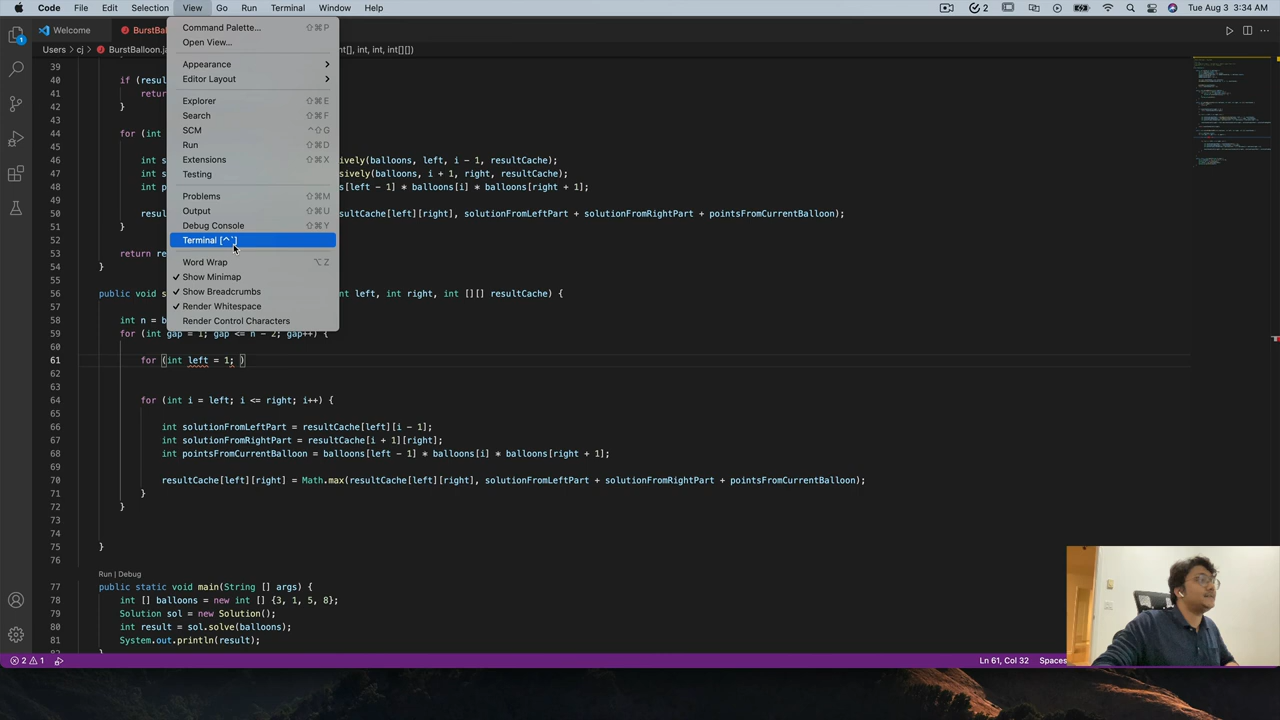 Code File Edit Selection View Go Run Terminal Window Help
2
Tue Aug 3 3:34 AM
Welcome
BurstBal
Users cj BurstBalloon.ja
nt[], int, int, int[][])
Command Palette... ⇧⌘P
Open View...
Appearance
Editor Layout
Explorer ⇧⌘E
Search ⇧⌘F
SCM ^⇧G
Run ⇧⌘D
Extensions ⇧⌘X
Testing
Problems ⇧⌘M
Output ⇧⌘U
Debug Console ⇧⌘Y
Terminal [^`]
Word Wrap ⌥Z
Show Minimap
Show Breadcrumbs
Render Whitespace
Render Control Characters
39
40 if (resul
41 return
42 }
43
44 for (int
45
46 int s ively(balloons, left, i - 1, resultCache);
47 int s sively(balloons, i + 1, right, resultCache);
48 int p balloons[left - 1] * balloons[i] * balloons[right + 1];
49
50 resul sultCache[left][right], solutionFromLeftPart + solutionFromRightPart + pointsFromCurrentBalloon);
51 }
52
53 return re
54 }
55
56 public void s int left, int right, int [][] resultCache) {
57
58 int n = b
59 for (int gap = 1; gap <= n - 2; gap++) {
60
61 for (int left = 1; )
62
63
64 for (int i = left; i <= right; i++) {
65
66 int solutionFromLeftPart = resultCache[left][i - 1];
67 int solutionFromRightPart = resultCache[i + 1][right];
68 int pointsFromCurrentBalloon = balloons[left - 1] * balloons[i] * balloons[right + 1];
69
70 resultCache[left][right] = Math.max(resultCache[left][right], solutionFromLeftPart + solutionFromRightPart + pointsFromCurrentBalloon);
71 }
72 }
73
74
75 }
76
Run | Debug
77 public static void main(String [] args) {
78 int [] balloons = new int [] {3, 1, 5, 8};
79 Solution sol = new Solution();
80 int result = sol.solve(balloons);
81 System.out.println(result);
82 }
1
2 1
Ln 61, Col 32 Spaces